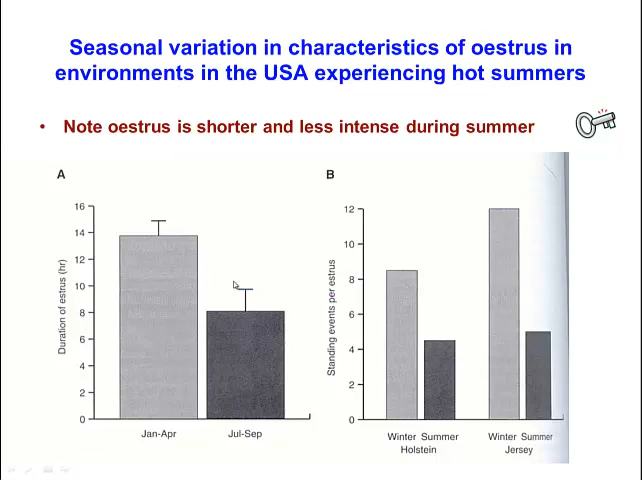 Seasonal variation in characteristics of oestrus in
environments in the USA experiencing hot summers
• Note oestrus is shorter and less intense during summer
A
B
16
14
12
10
8
6
4
2
0
Duration of estrus (hr)
Jan-Apr
Jul-Sep
12
10
8
6
4
2
0
Standing events per estrus
Winter Summer
Holstein
Winter Summer
Jersey